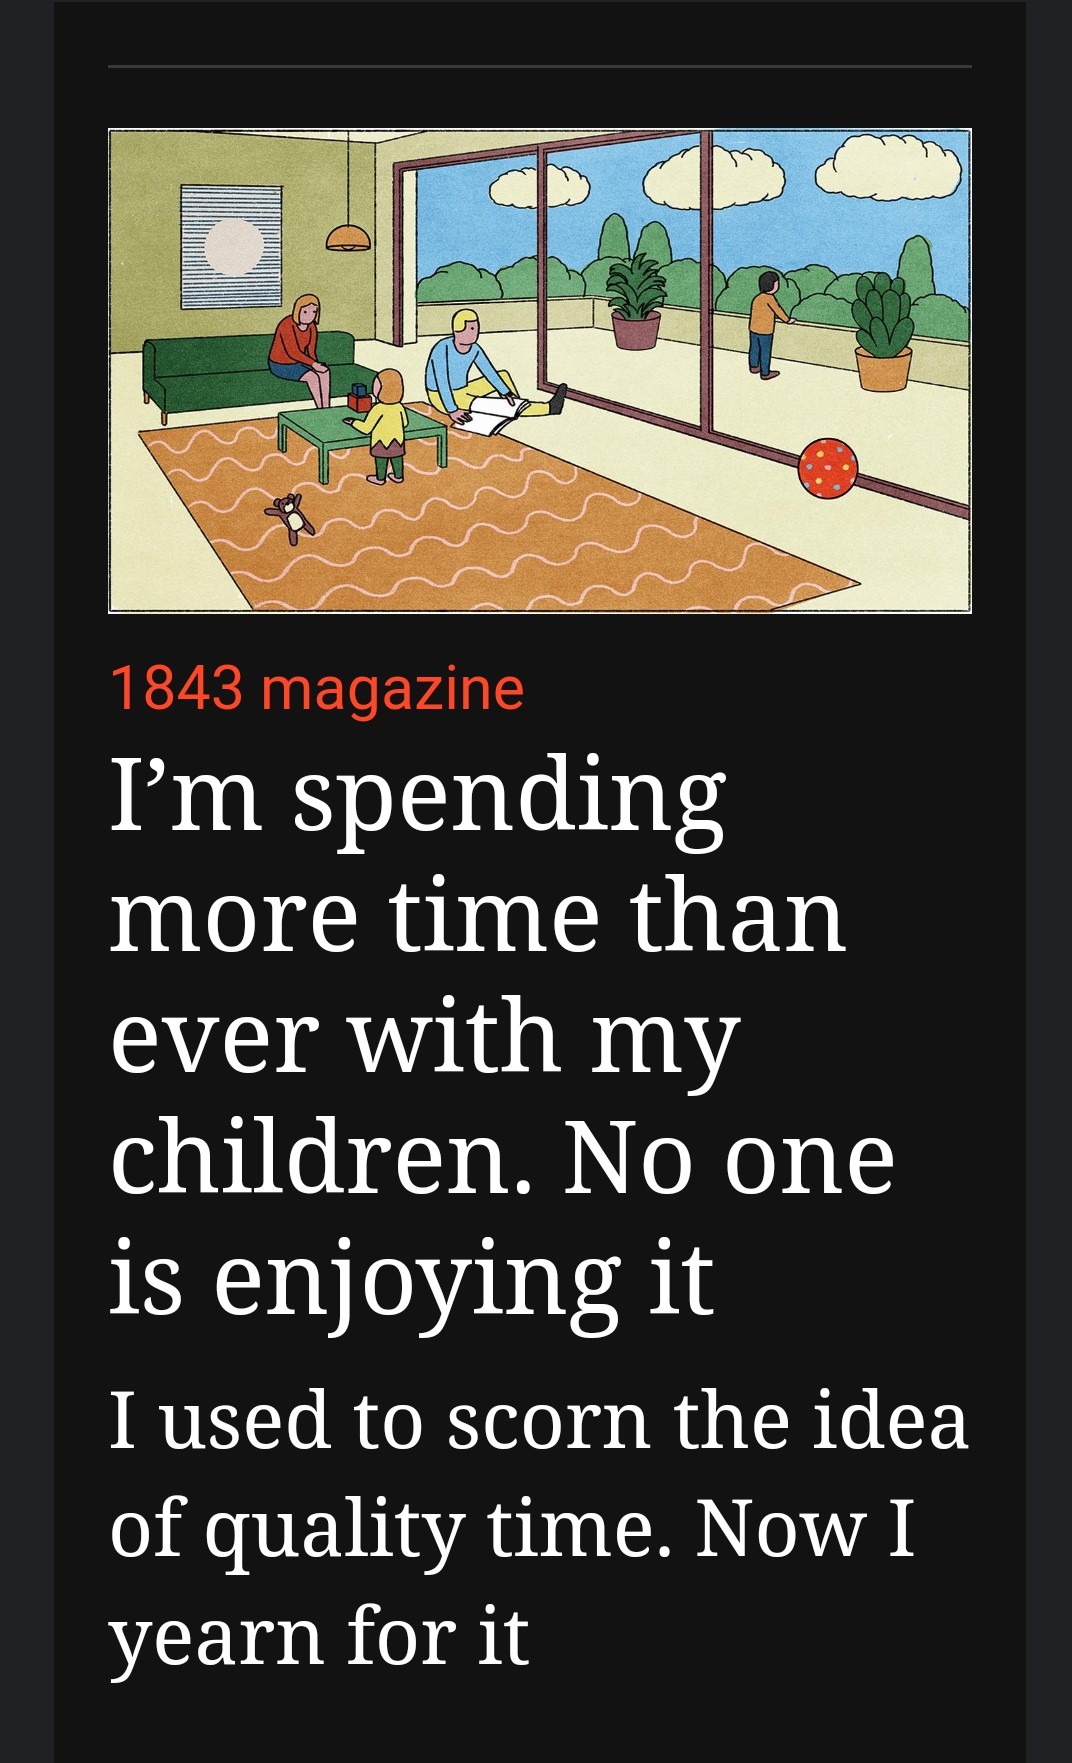 1843 magazine
I’m spending
more time than
ever with my
children. No one
is enjoying it
I used to scorn the idea
of quality time. Now I
yearn for it